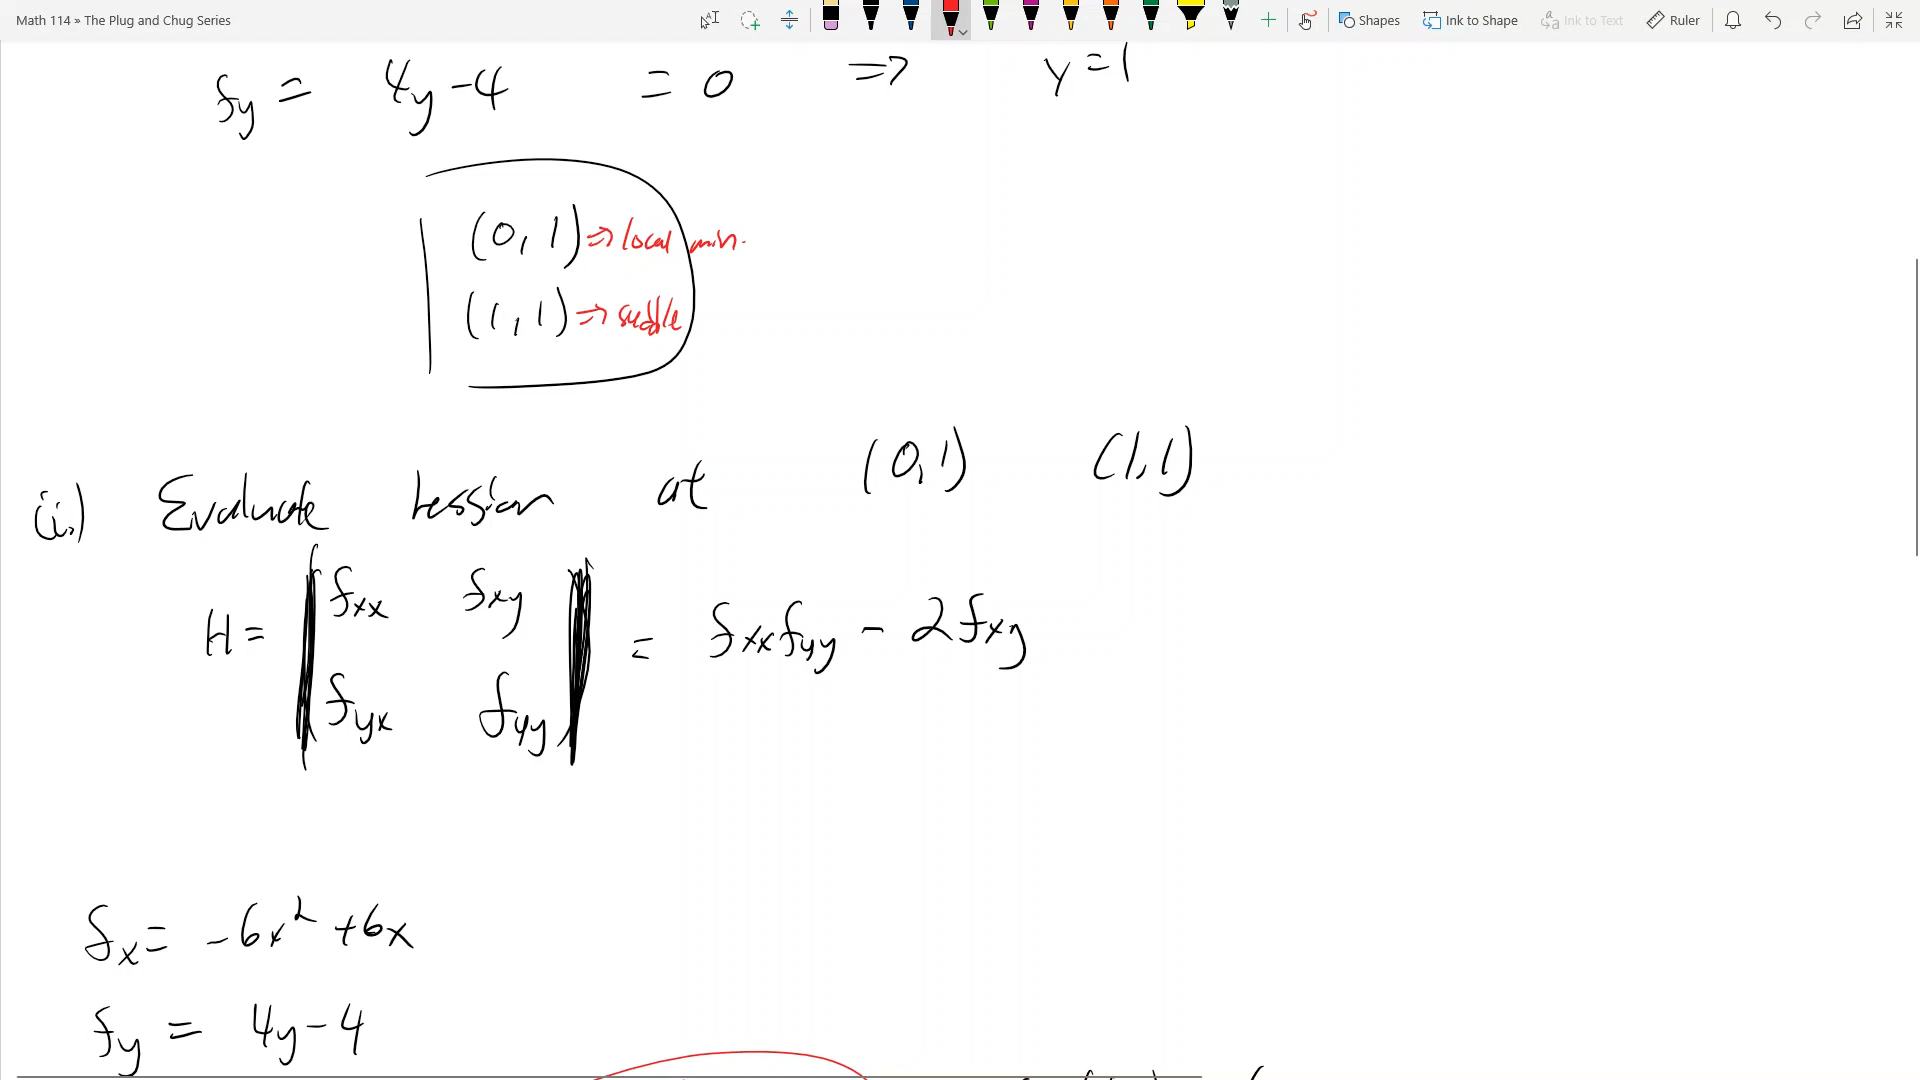 Math 114 » The Plug and Chug Series
Shapes
Ink to Shape
Ink to Text
Ruler
fy = 4y - 4 = 0 => y = 1
(0, 1) => local min.
(1, 1) => saddle
(ii) Evaluate Hessian at (0,1) (1,1)
H = | fxx fxy | = fxx fyy - 2fxy
fyx fyy
fx = -6x² + 6x
fy = 4y - 4